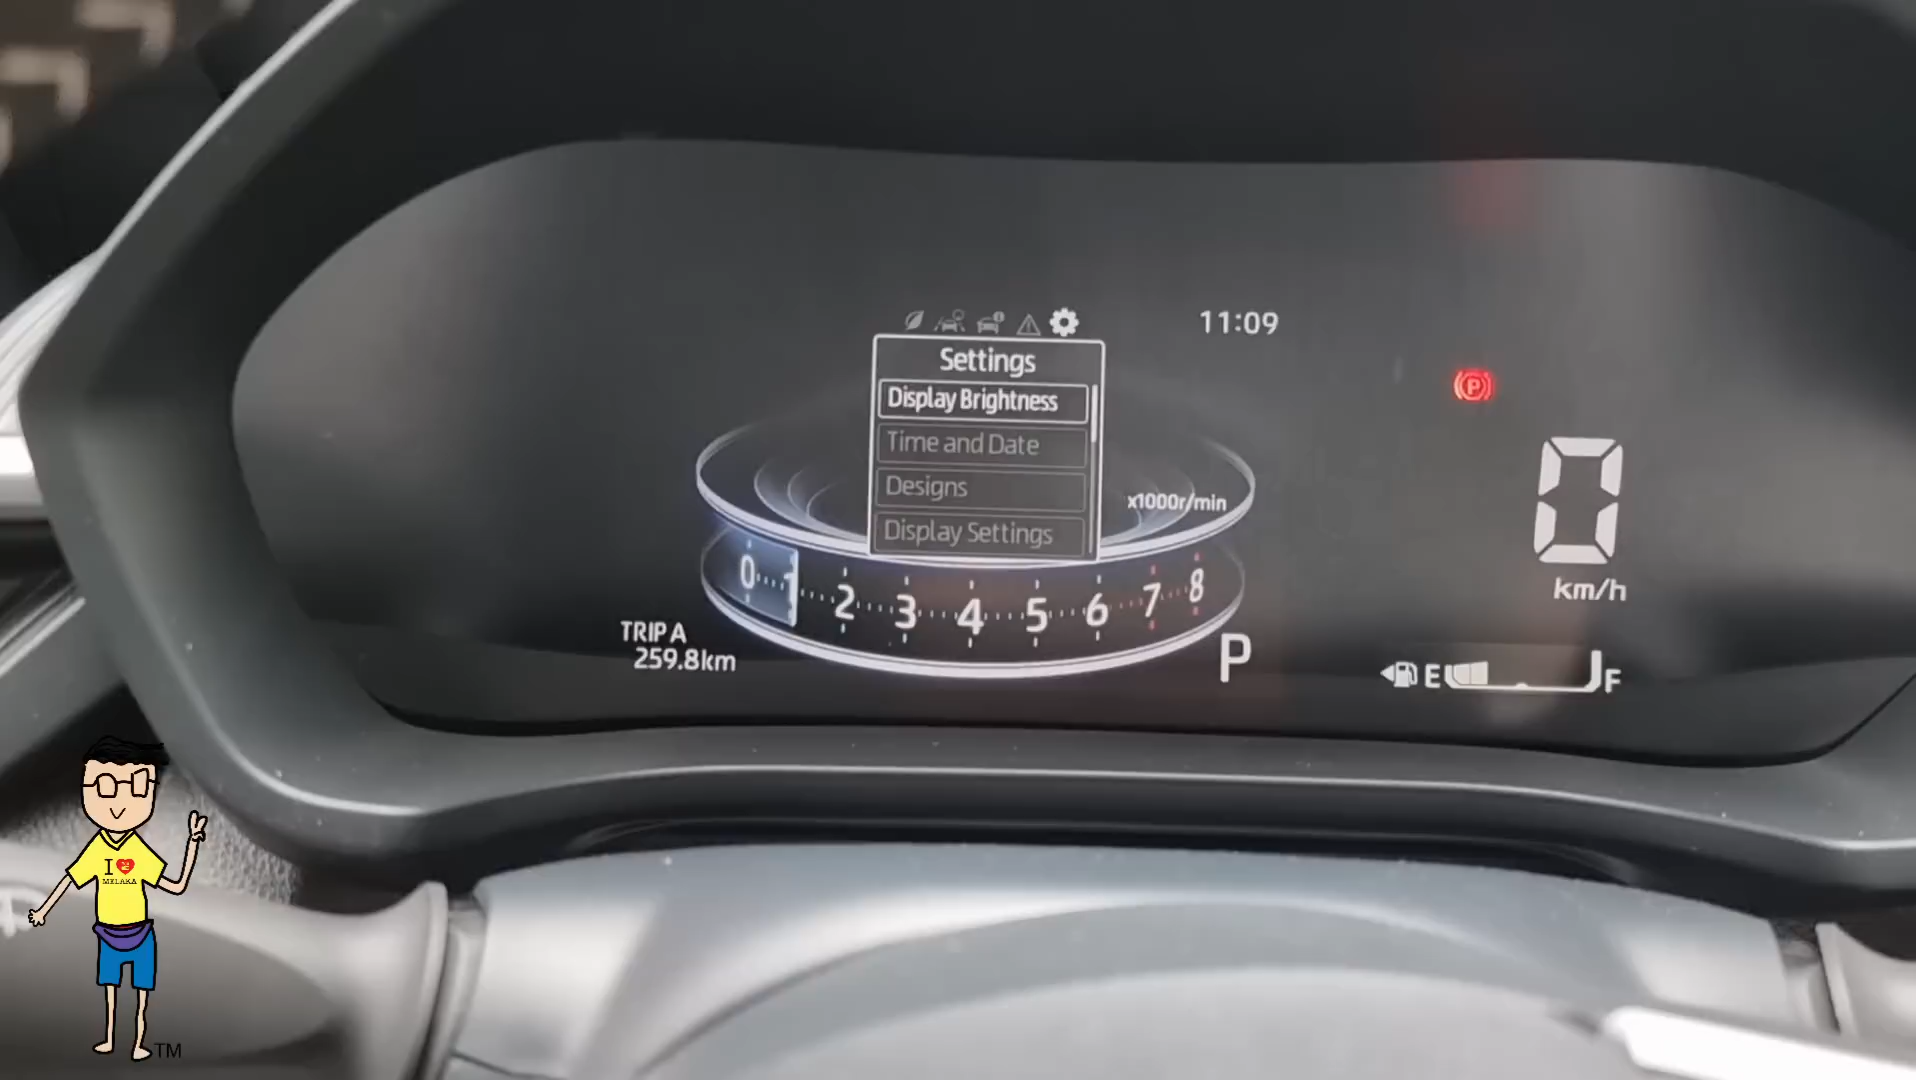 11:09
Settings
Display Brightness
Time and Date
Designs
Display Settings
x1000r/min
0 1 2 3 4 5 6 7 8
0
km/h
TRIP A
259.8km
P
E F
I
MELAKA
TM